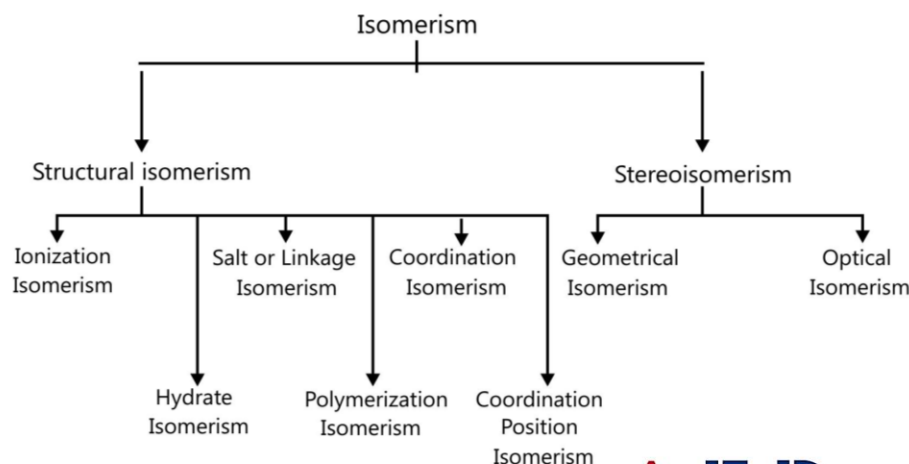 Isomerism
Structural isomerism
Stereoisomerism
Ionization
Isomerism
Salt or Linkage
Isomerism
Coordination
Isomerism
Geometrical
Isomerism
Optical
Isomerism
Hydrate
Isomerism
Polymerization
Isomerism
Coordination
Position
Isomerism